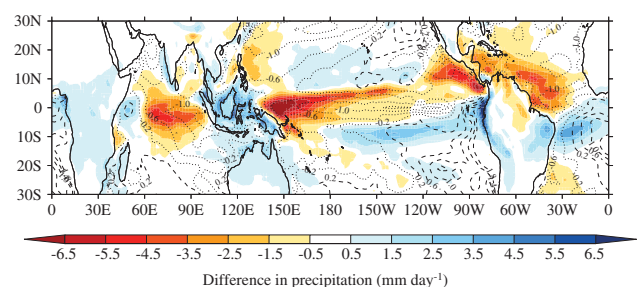 30N
20N
10N
0
10S
20S
30S
0 30E 60E 90E 120E 150E 180 150W 120W 90W 60W 30W 0
-6.5 -5.5 -4.5 -3.5 -2.5 -1.5 -0.5 0.5 1.5 2.5 3.5 4.5 5.5 6.5
Difference in precipitation (mm day-1)